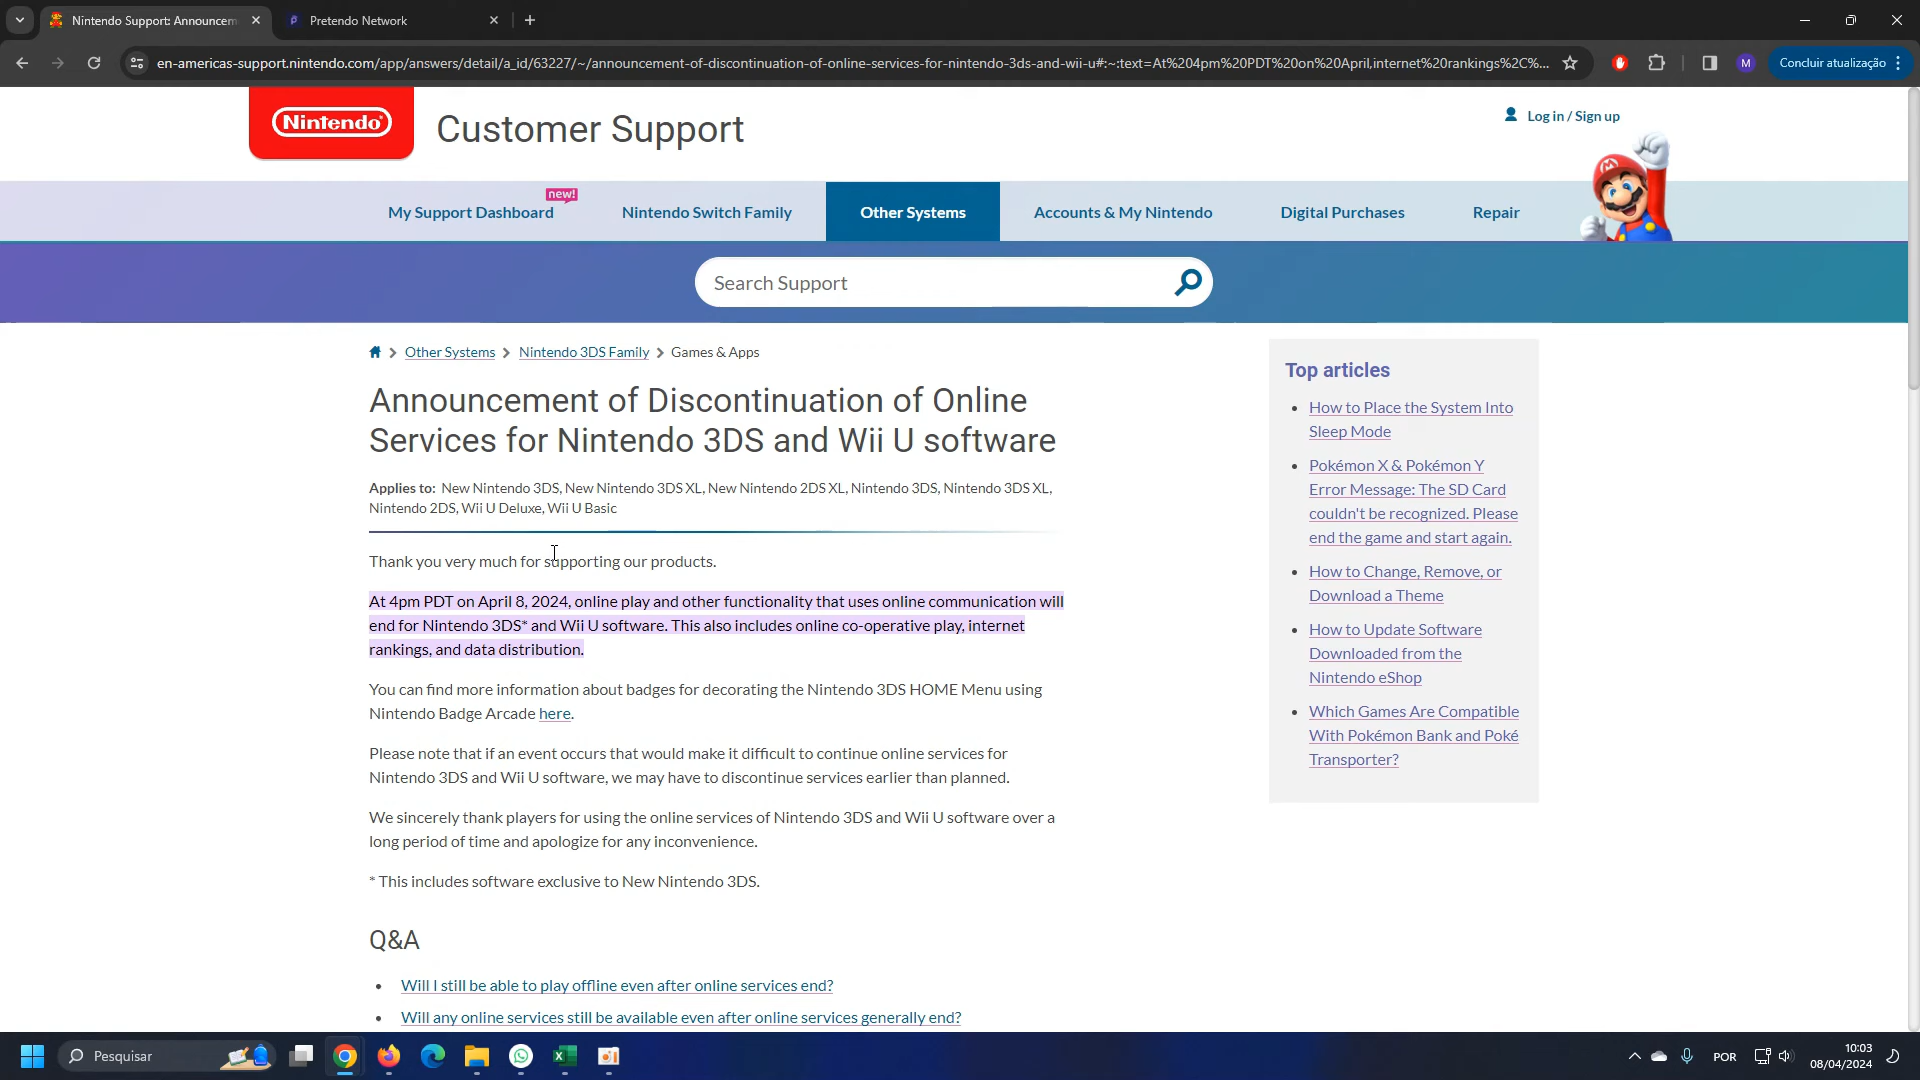 Nintendo Support: Announcem
Pretendo Network
en-americas-support.nintendo.com/app/answers/detail/a_id/63227/~/announcement-of-discontinuation-of-online-services-for-nintendo-3ds-and-wii-u#:~:text=At%204pm%20PDT%20on%20April,internet%20rankings%2C%...
M
Concluir atualização
Nintendo
Customer Support
Log in / Sign up
new!
My Support Dashboard
Nintendo Switch Family
Other Systems
Accounts & My Nintendo
Digital Purchases
Repair
Search Support
Other Systems
Nintendo 3DS Family
Games & Apps
Announcement of Discontinuation of Online
Services for Nintendo 3DS and Wii U software
Applies to: New Nintendo 3DS, New Nintendo 3DS XL, New Nintendo 2DS XL, Nintendo 3DS, Nintendo 3DS XL,
Nintendo 2DS, Wii U Deluxe, Wii U Basic
Thank you very much for supporting our products.
At 4pm PDT on April 8, 2024, online play and other functionality that uses online communication will
end for Nintendo 3DS* and Wii U software. This also includes online co-operative play, internet
rankings, and data distribution.
You can find more information about badges for decorating the Nintendo 3DS HOME Menu using
Nintendo Badge Arcade here.
Please note that if an event occurs that would make it difficult to continue online services for
Nintendo 3DS and Wii U software, we may have to discontinue services earlier than planned.
We sincerely thank players for using the online services of Nintendo 3DS and Wii U software over a
long period of time and apologize for any inconvenience.
* This includes software exclusive to New Nintendo 3DS.
Q&A
• Will I still be able to play offline even after online services end?
• Will any online services still be available even after online services generally end?
Top articles
• How to Place the System Into
Sleep Mode
• Pokémon X & Pokémon Y
Error Message: The SD Card
couldn't be recognized. Please
end the game and start again.
• How to Change, Remove, or
Download a Theme
• How to Update Software
Downloaded from the
Nintendo eShop
• Which Games Are Compatible
With Pokémon Bank and Poké
Transporter?
Pesquisar
POR
10:03
08/04/2024